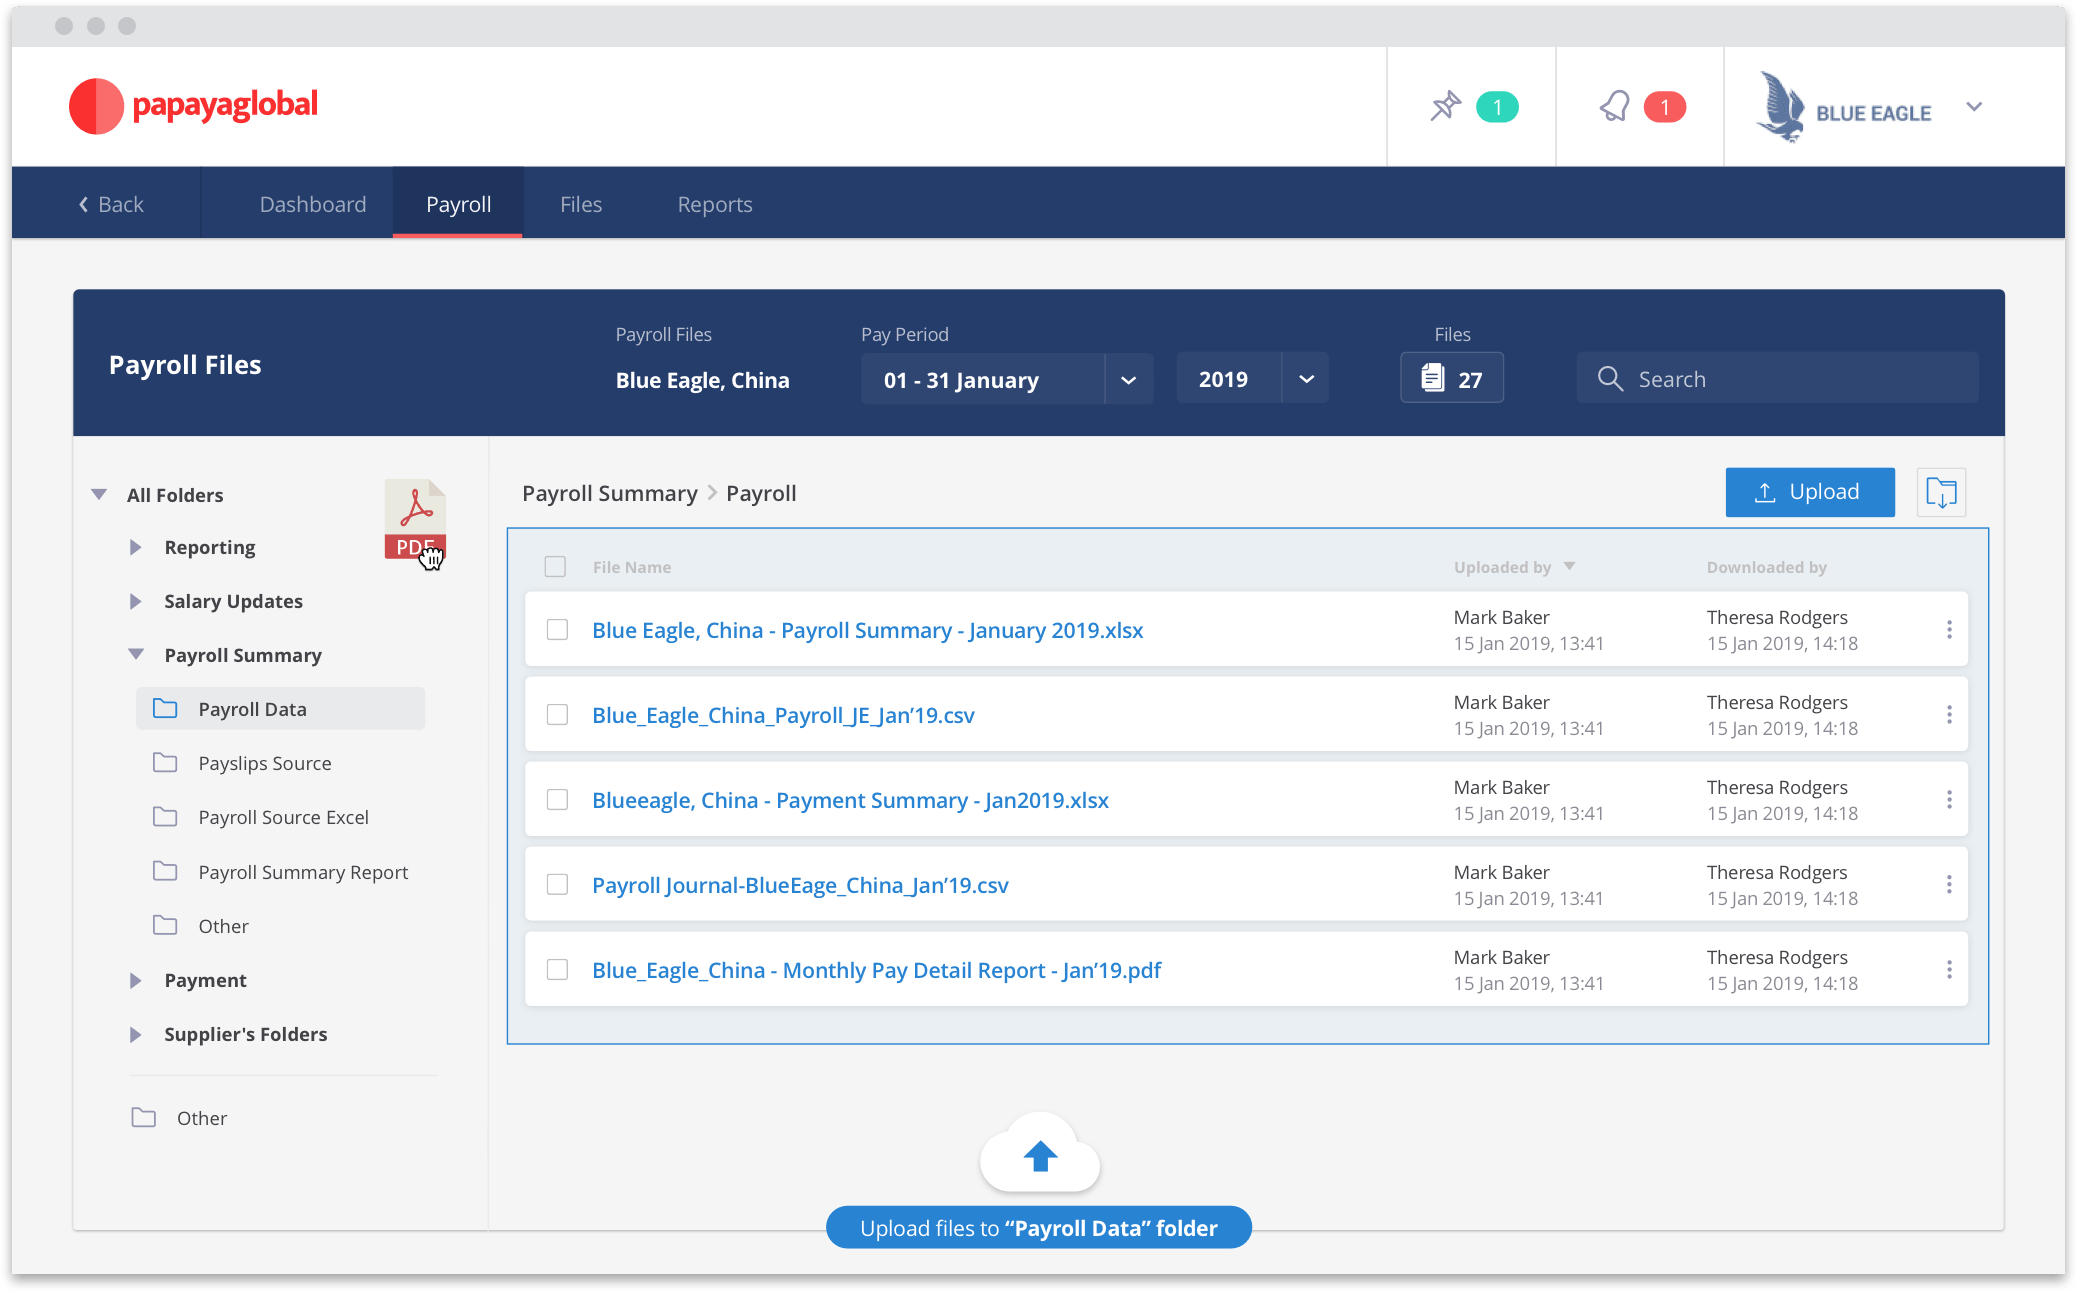 papayaglobal
1
1
BLUE EAGLE
Back
Dashboard
Payroll
Files
Reports
Payroll Files
Payroll Files
Blue Eagle, China
Pay Period
01 - 31 January
2019
Files
27
Search
All Folders
Reporting
Salary Updates
Payroll Summary
Payroll Data
Payslips Source
Payroll Source Excel
Payroll Summary Report
Other
Payment
Supplier's Folders
Other
PDF
Payroll Summary > Payroll
Upload
File Name
Uploaded by
Downloaded by
Blue Eagle, China - Payroll Summary - January 2019.xlsx
Mark Baker
15 Jan 2019, 13:41
Theresa Rodgers
15 Jan 2019, 14:18
Blue_Eagle_China_Payroll_JE_Jan’19.csv
Mark Baker
15 Jan 2019, 13:41
Theresa Rodgers
15 Jan 2019, 14:18
Blueeagle, China - Payment Summary - Jan2019.xlsx
Mark Baker
15 Jan 2019, 13:41
Theresa Rodgers
15 Jan 2019, 14:18
Payroll Journal-BlueEage_China_Jan’19.csv
Mark Baker
15 Jan 2019, 13:41
Theresa Rodgers
15 Jan 2019, 14:18
Blue_Eagle_China - Monthly Pay Detail Report - Jan’19.pdf
Mark Baker
15 Jan 2019, 13:41
Theresa Rodgers
15 Jan 2019, 14:18
Upload files to “Payroll Data” folder